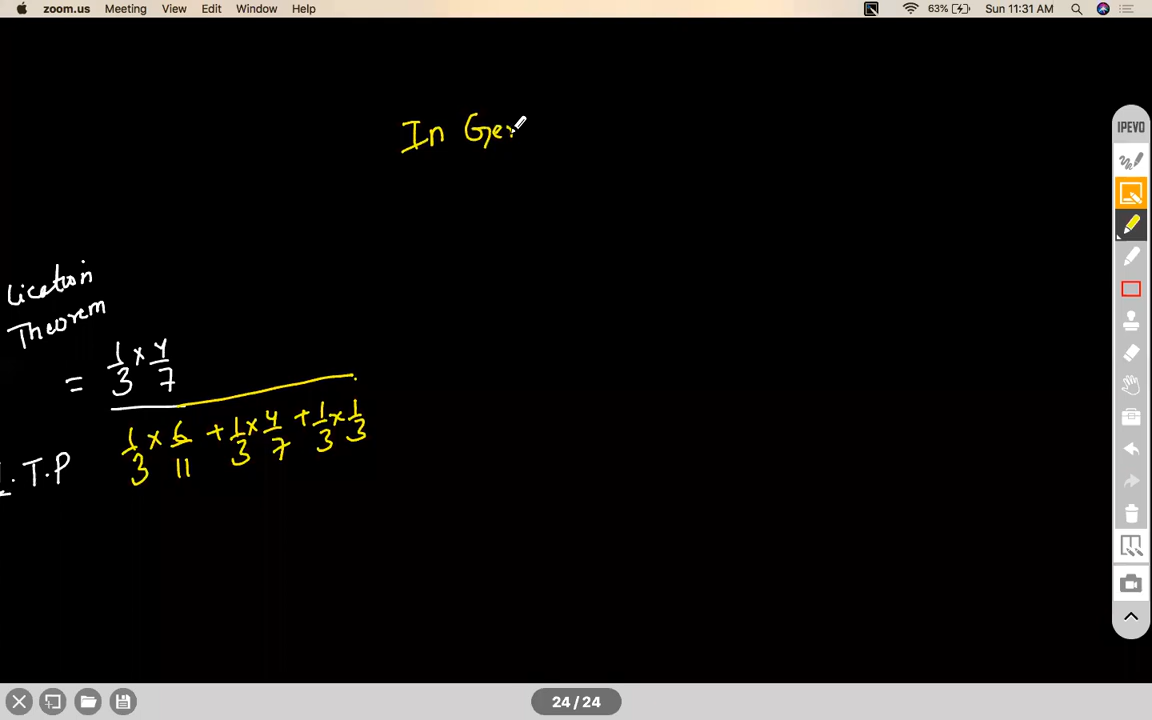 zoom.us Meeting View Edit Window Help 63% Sun 11:31 AM
In Ge
IPEVO
lication
Theorem
= 1/3 × 4/7
1/3 × 6/11 + 1/3 × 4/7 + 1/3 × 1/3
. T.P
24 / 24